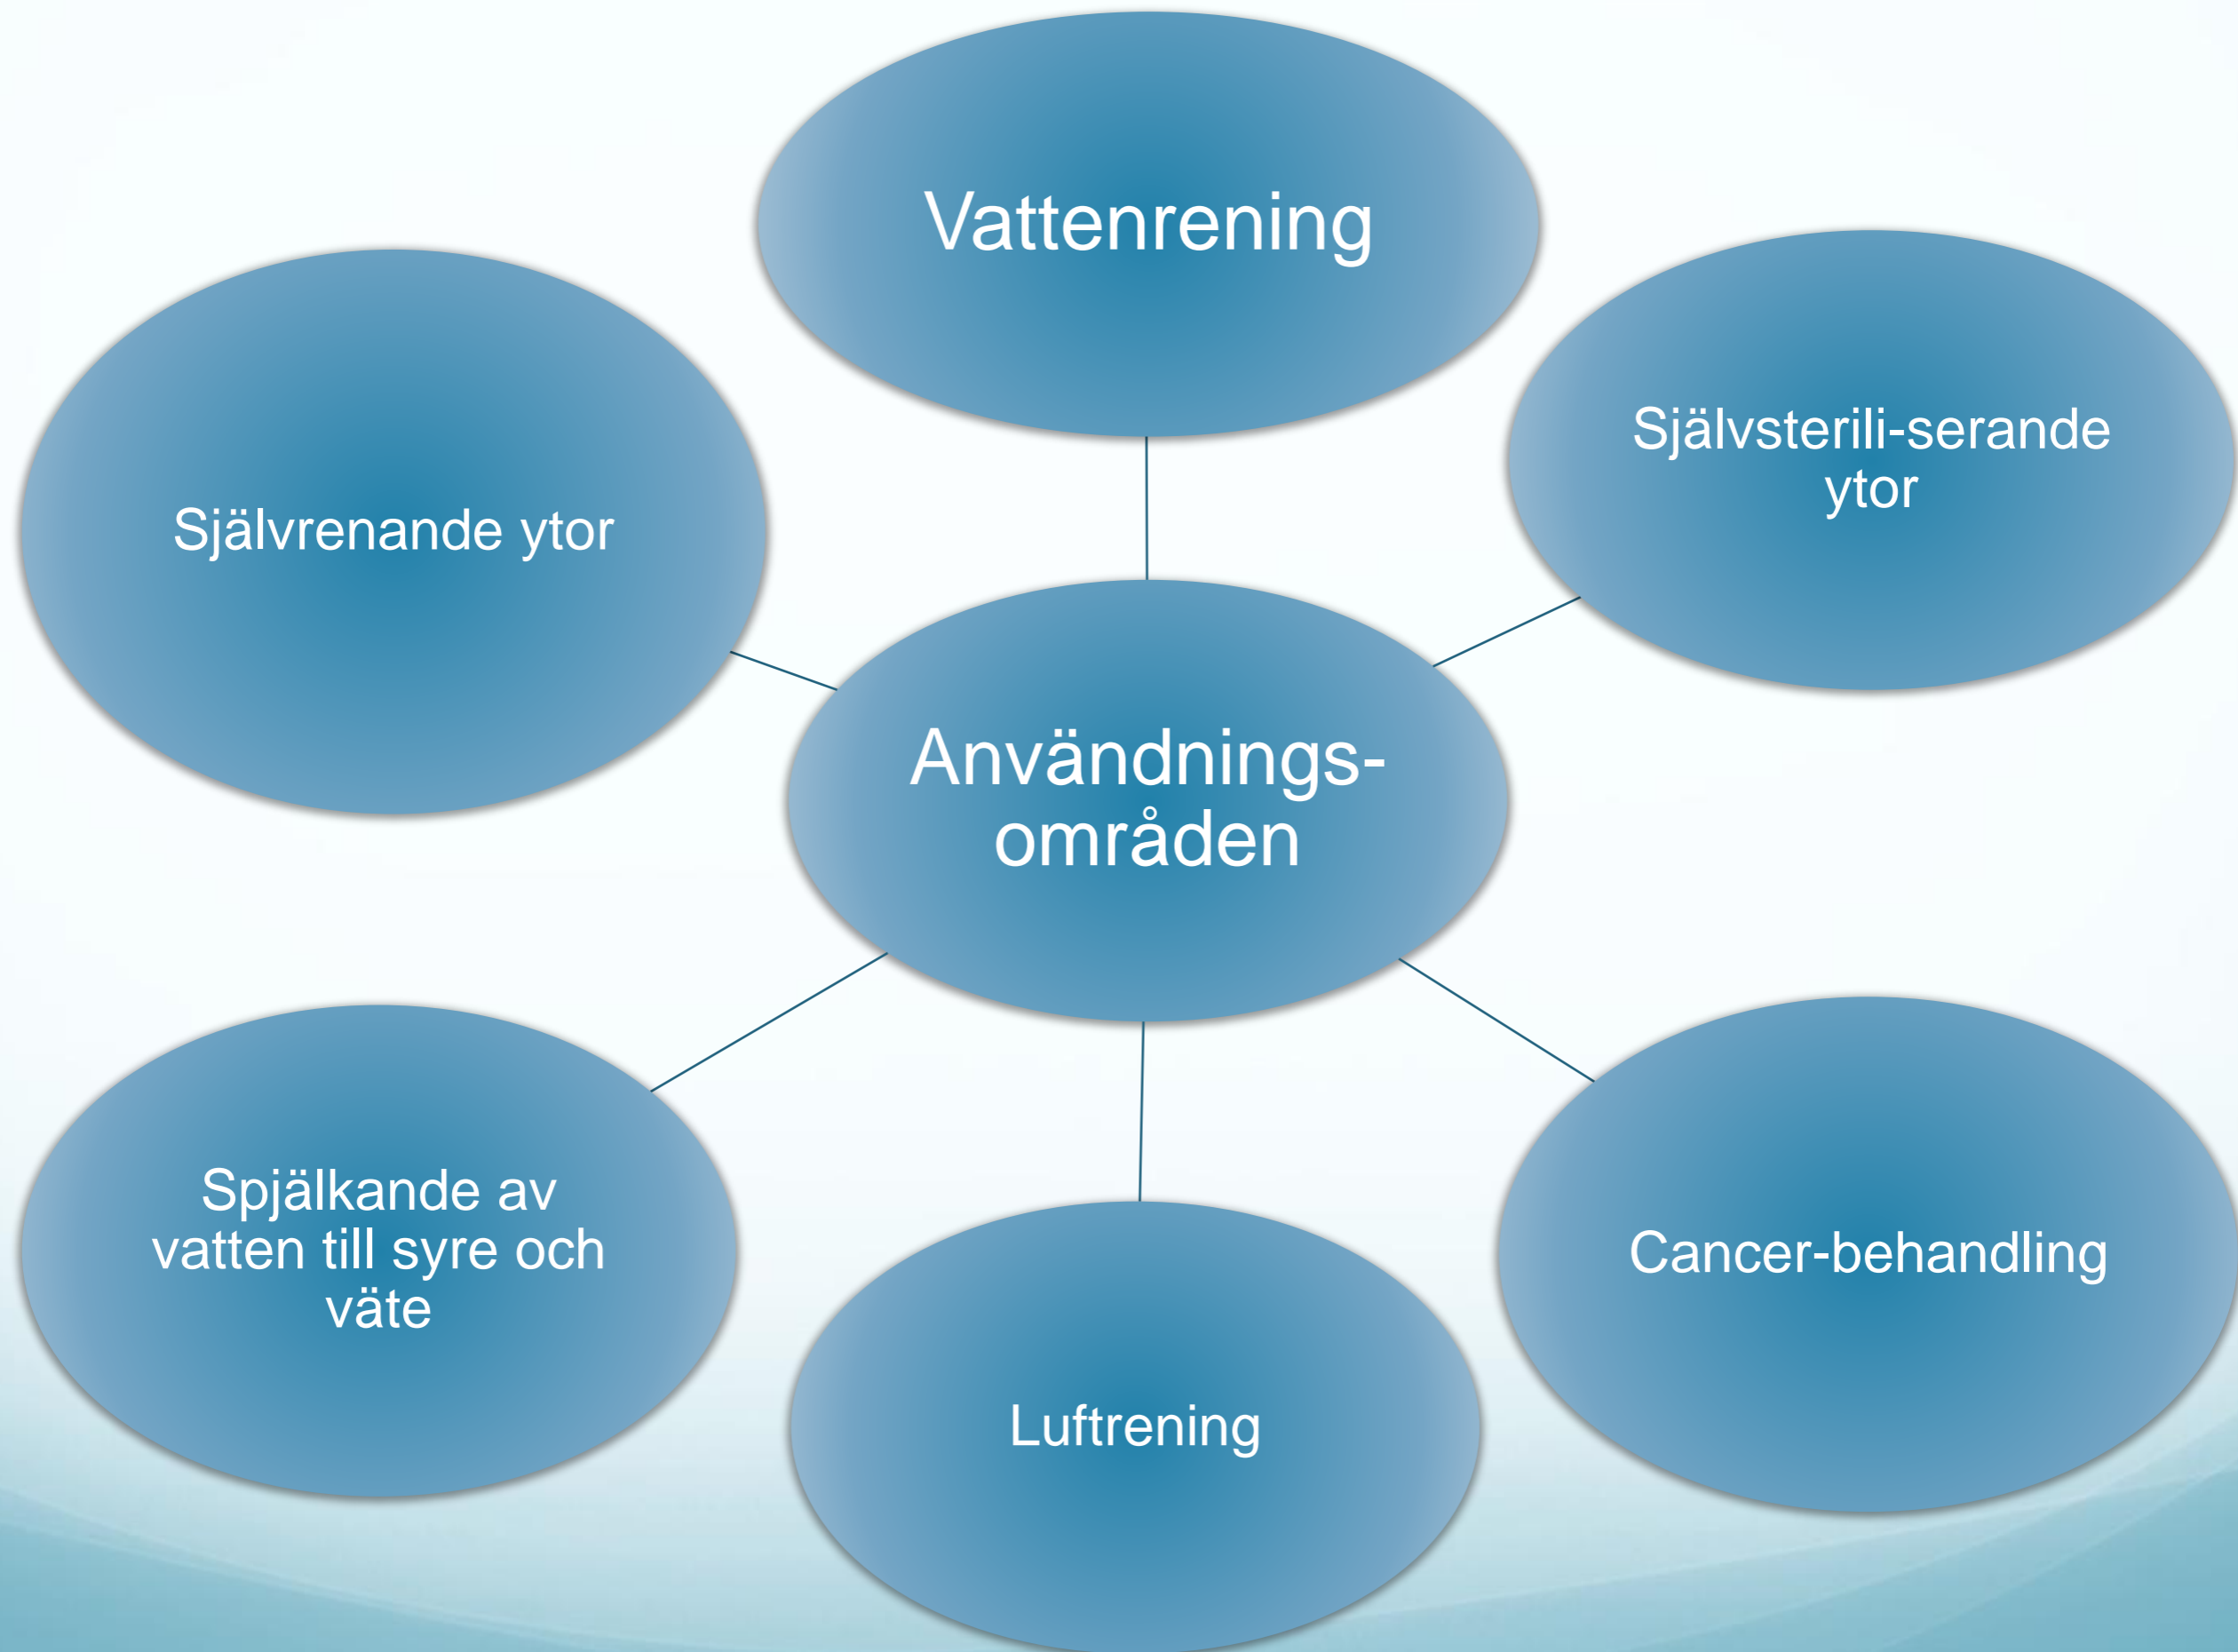 Vattenrening
Självsterili-serande
ytor
Självrenande ytor
Användnings-
områden
Spjälkande av
vatten till syre och
väte
Cancer-behandling
Luftrening